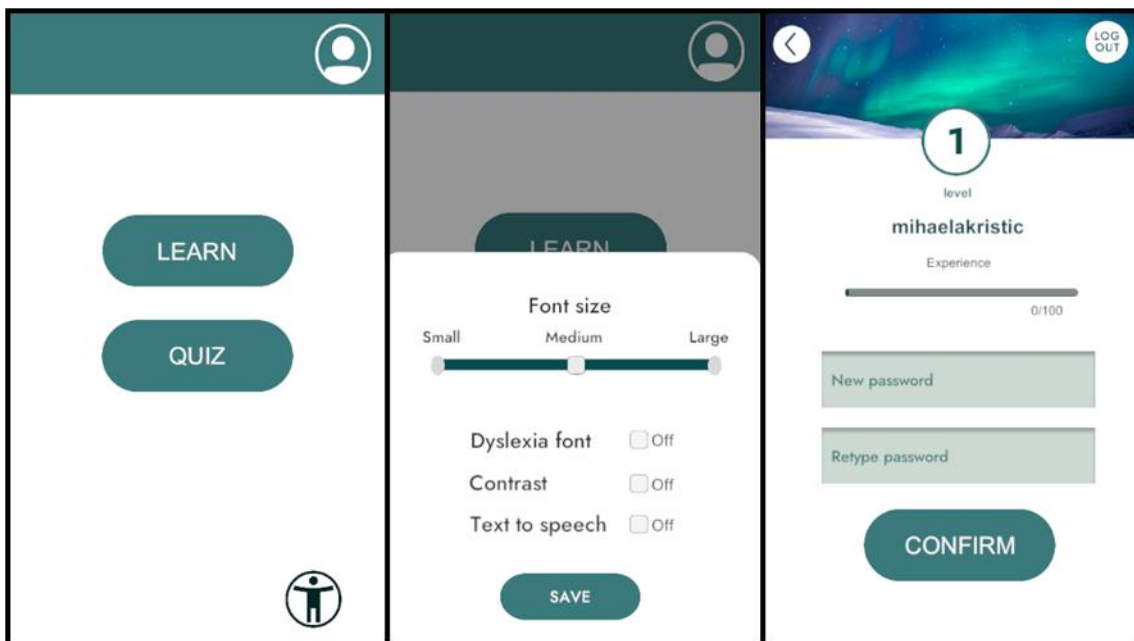 LEARN
QUIZ
LEARN
Font size
Small Medium Large
Dyslexia font Off
Contrast Off
Text to speech Off
SAVE
LOG
OUT
1
level
mihaelakristic
Experience
0/100
New password
Retype password
CONFIRM